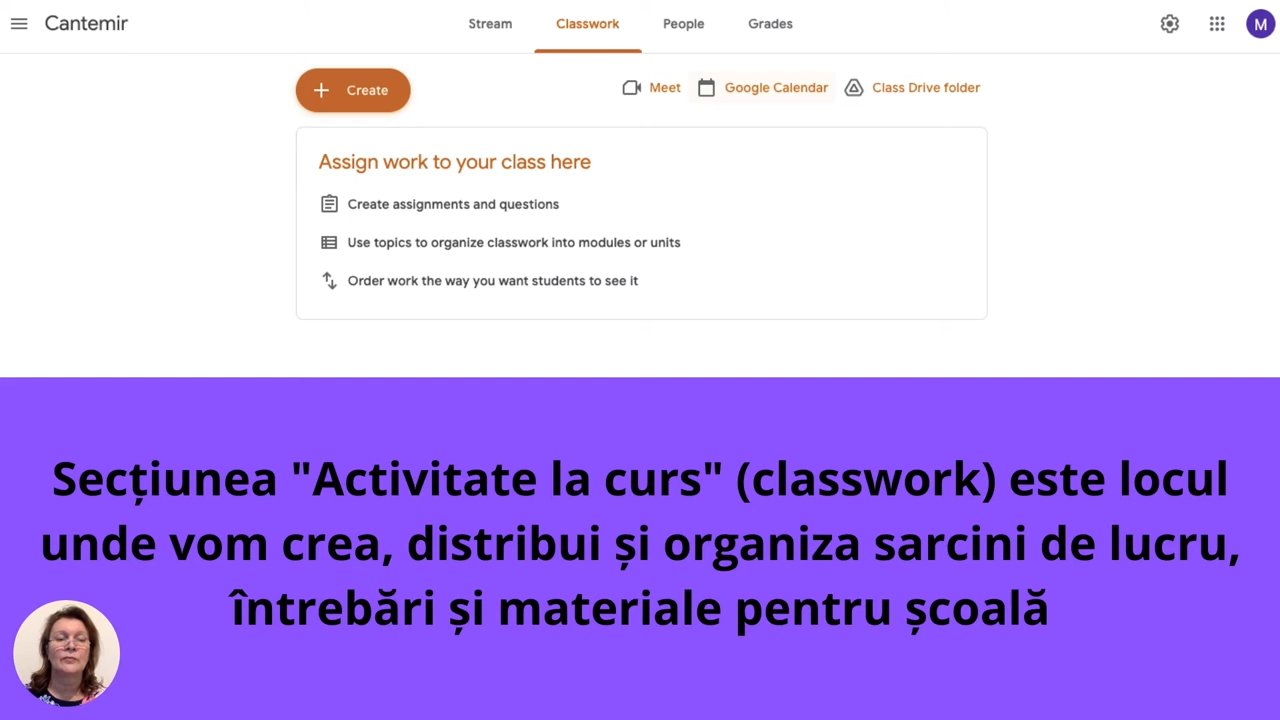 Cantemir
Stream Classwork People Grades
M
Create
Meet Google Calendar Class Drive folder
Assign work to your class here
Create assignments and questions
Use topics to organize classwork into modules or units
Order work the way you want students to see it
Secțiunea "Activitate la curs" (classwork) este locul
unde vom crea, distribui și organiza sarcini de lucru,
întrebări și materiale pentru școală